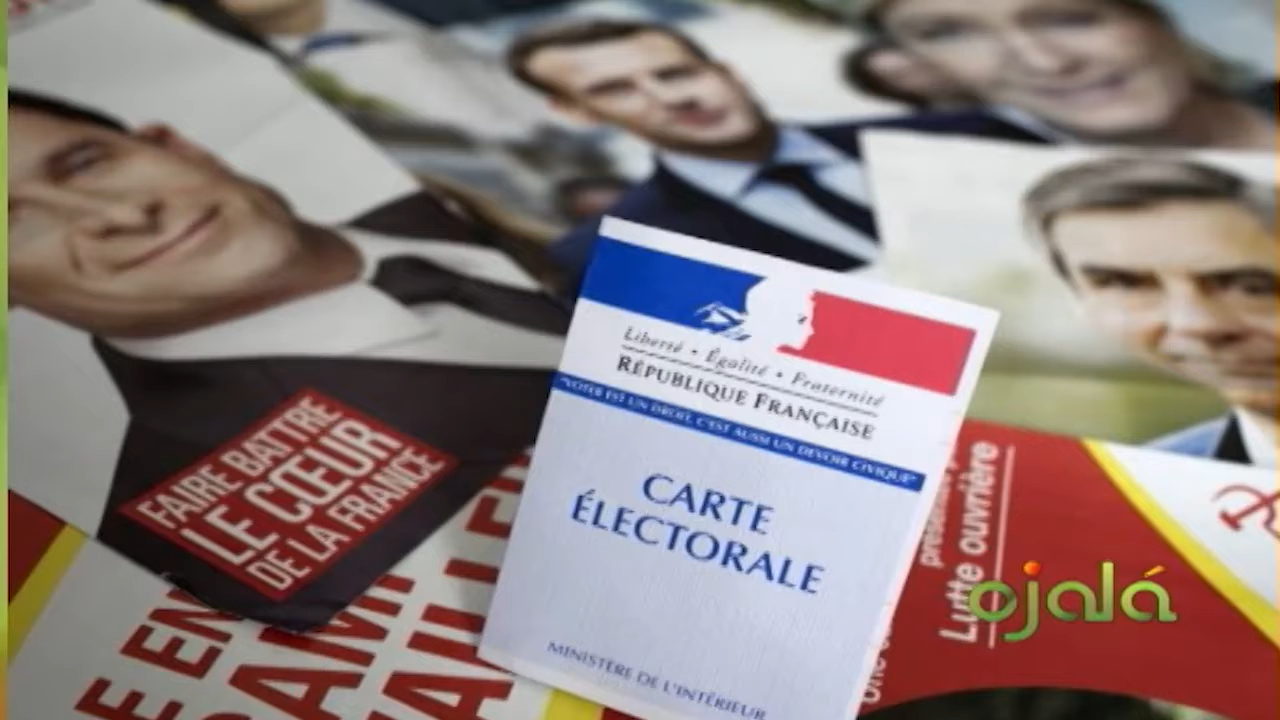 Liberté • Égalité • Fraternité
RÉPUBLIQUE FRANÇAISE
"VOTER EST UN DROIT, C'EST AUSSI UN DEVOIR CIVIQUE"
CARTE
ÉLECTORALE
MINISTÈRE DE L'INTÉRIEUR
FAIRE BATTRE
LE CŒUR
DE LA FRANCE
Lutte ouvrière
ojalá